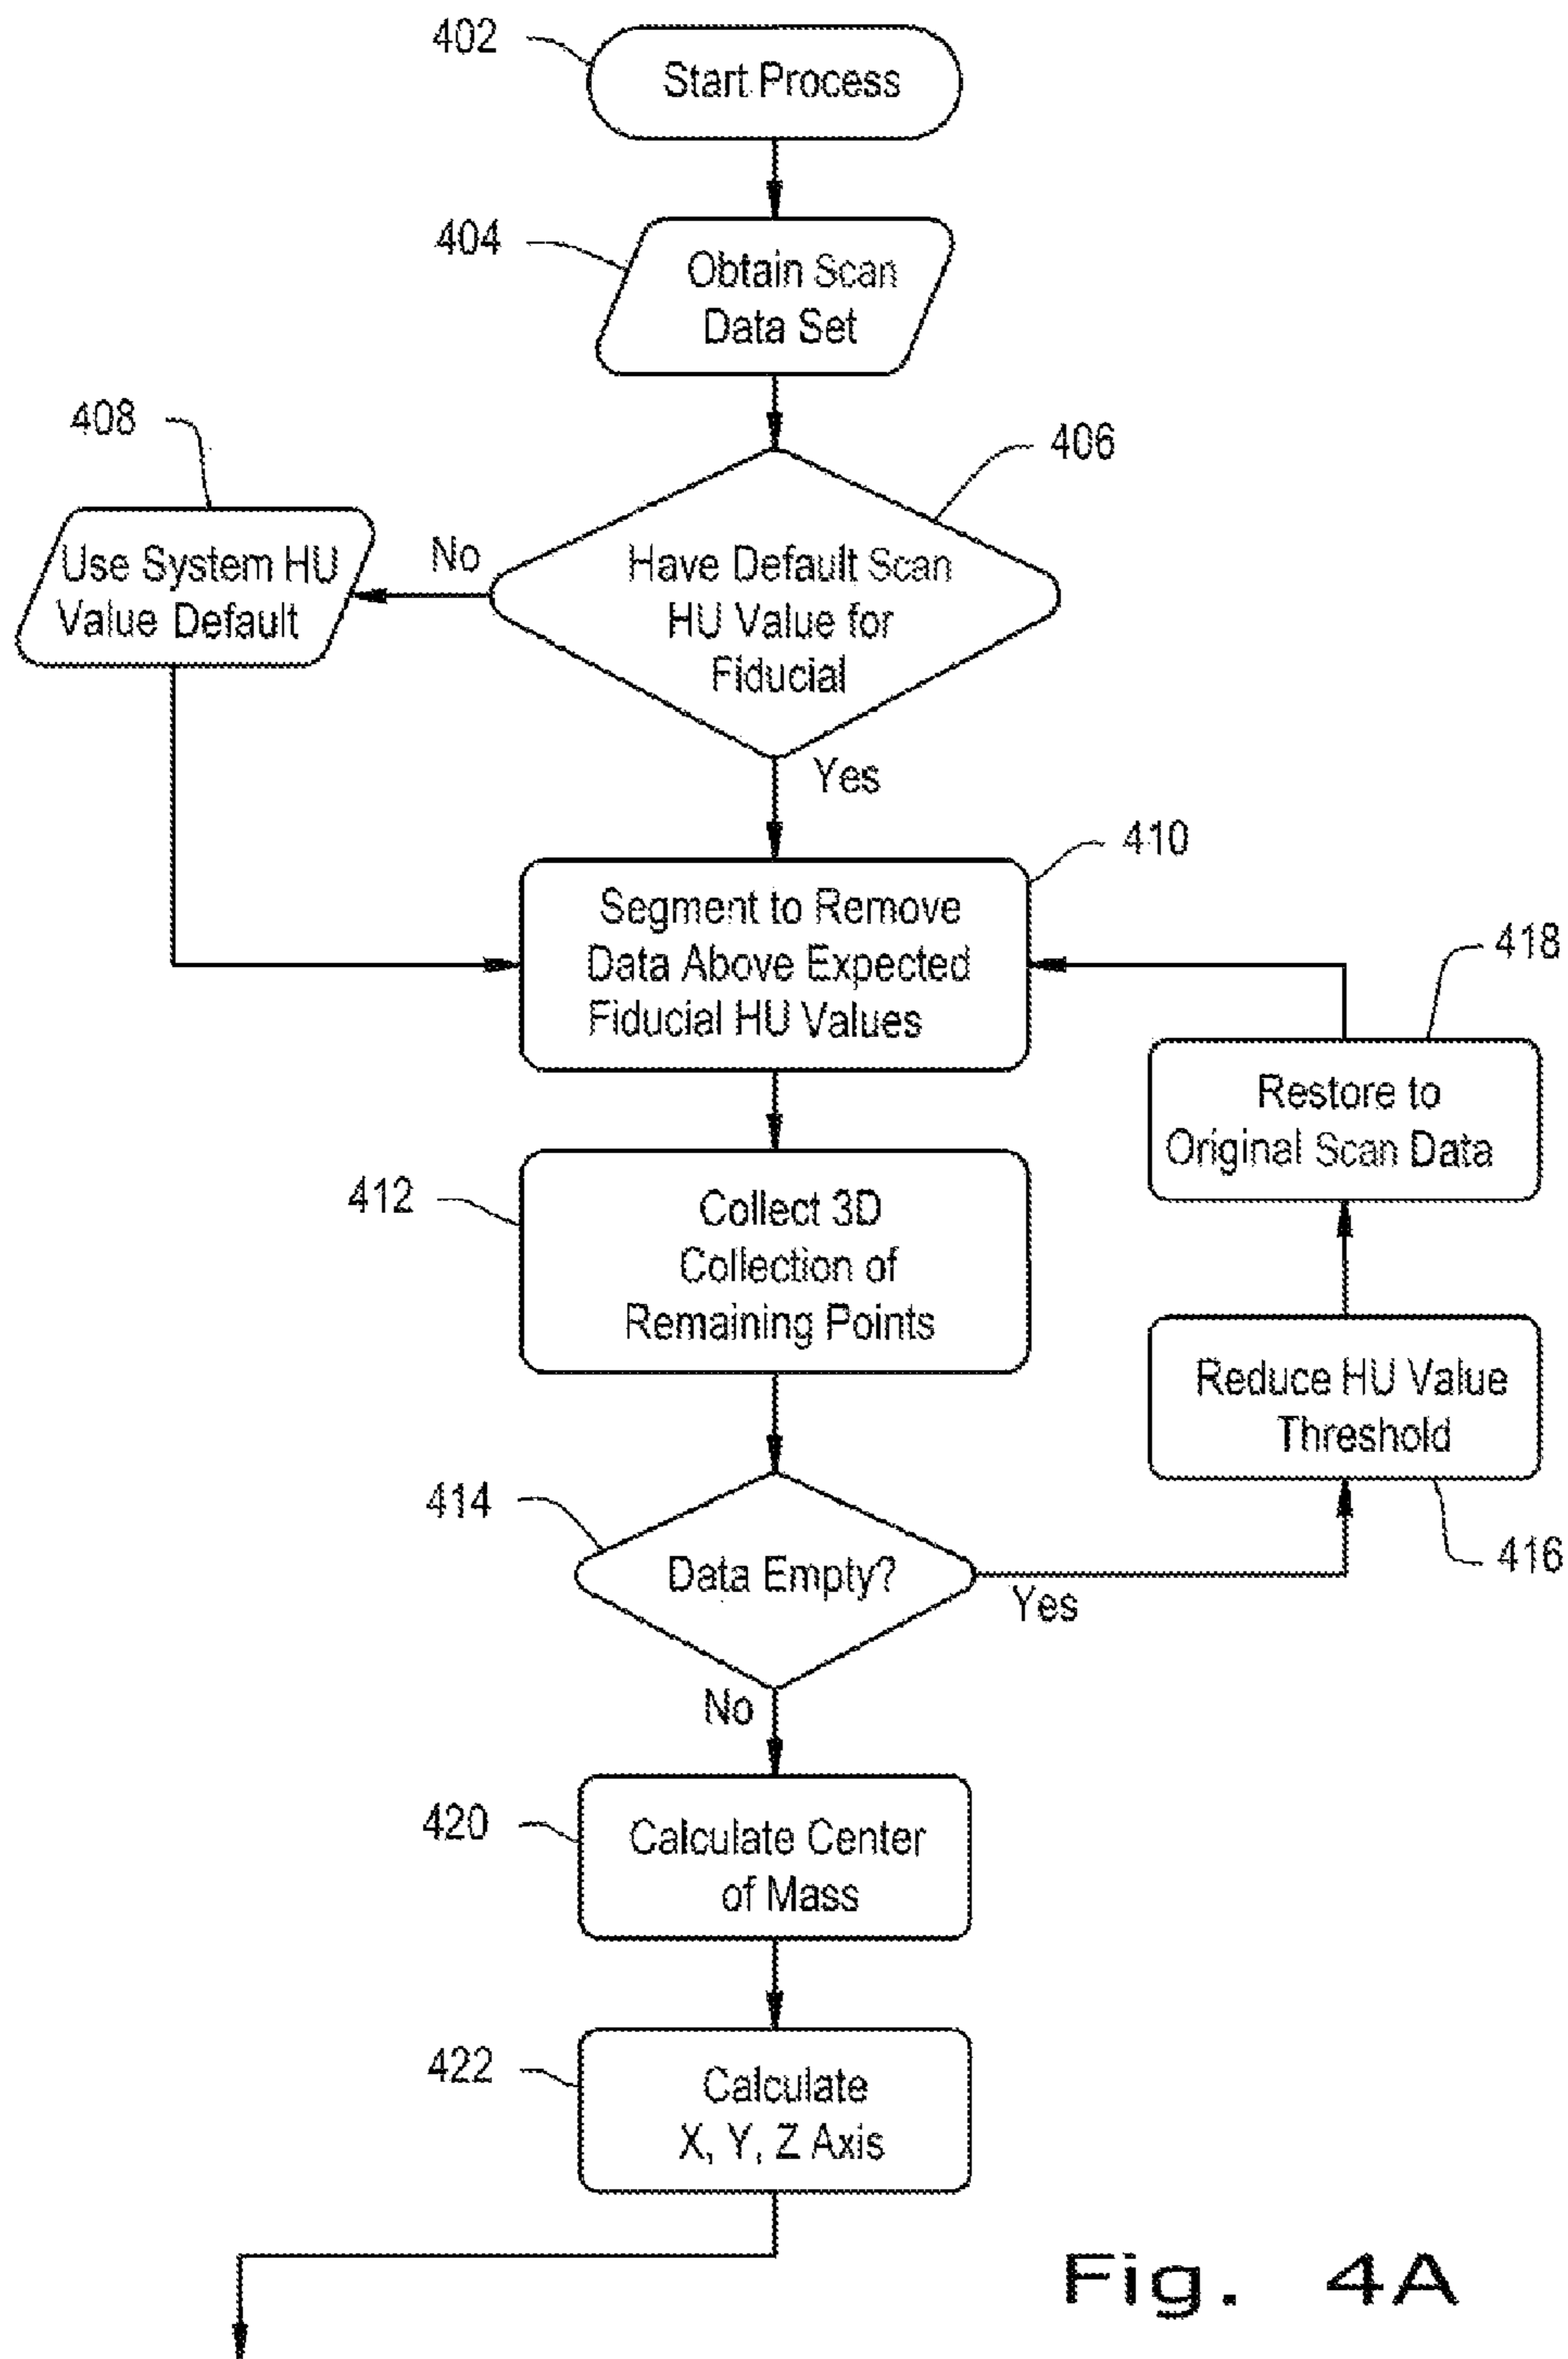 402
Start Process
404
Obtain Scan
Data Set
408
406
Use System HU
Value Default
No
Have Default Scan
HU Value for
Fiducial
Yes
410
Segment to Remove
Data Above Expected
Fiducial HU Values
418
Restore to
Original Scan Data
412
Collect 3D
Collection of
Remaining Points
Reduce HU Value
Threshold
414
Data Empty?
Yes
416
No
420
Calculate Center
of Mass
422
Calculate
X, Y, Z Axis
Fig. 4A